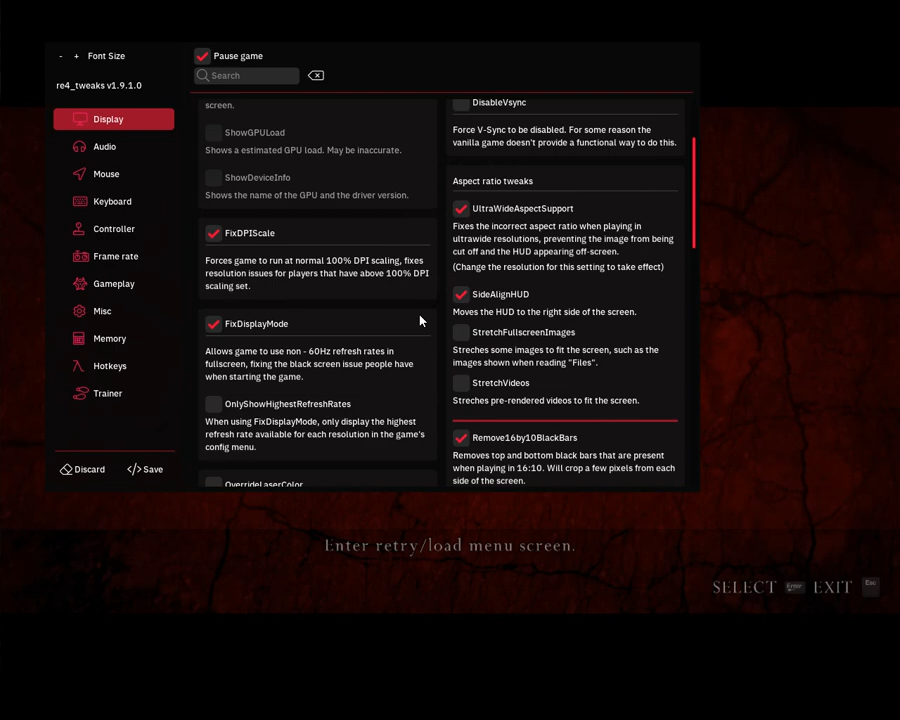 - + Font Size
re4_tweaks v1.9.1.0
Display
Audio
Mouse
Keyboard
Controller
Frame rate
Gameplay
Misc
Memory
Hotkeys
Trainer
Discard
Save
Pause game
Search
screen.
ShowGPULoad
Shows a estimated GPU load. May be inaccurate.
ShowDeviceInfo
Shows the name of the GPU and the driver version.
FixDPIScale
Forces game to run at normal 100% DPI scaling, fixes
resolution issues for players that have above 100% DPI
scaling set.
FixDisplayMode
Allows game to use non - 60Hz refresh rates in
fullscreen, fixing the black screen issue people have
when starting the game.
OnlyShowHighestRefreshRates
When using FixDisplayMode, only display the highest
refresh rate available for each resolution in the game's
config menu.
OverrideLaserColor
DisableVsync
Force V-Sync to be disabled. For some reason the
vanilla game doesn't provide a functional way to do this.
Aspect ratio tweaks
UltraWideAspectSupport
Fixes the incorrect aspect ratio when playing in
ultrawide resolutions, preventing the image from being
cut off and the HUD appearing off-screen.
(Change the resolution for this setting to take effect)
SideAlignHUD
Moves the HUD to the right side of the screen.
StretchFullscreenImages
Streches some images to fit the screen, such as the
images shown when reading "Files".
StretchVideos
Streches pre-rendered videos to fit the screen.
Remove16by10BlackBars
Removes top and bottom black bars that are present
when playing in 16:10. Will crop a few pixels from each
side of the screen.
Enter retry/load menu screen.
SELECT Enter EXIT Esc